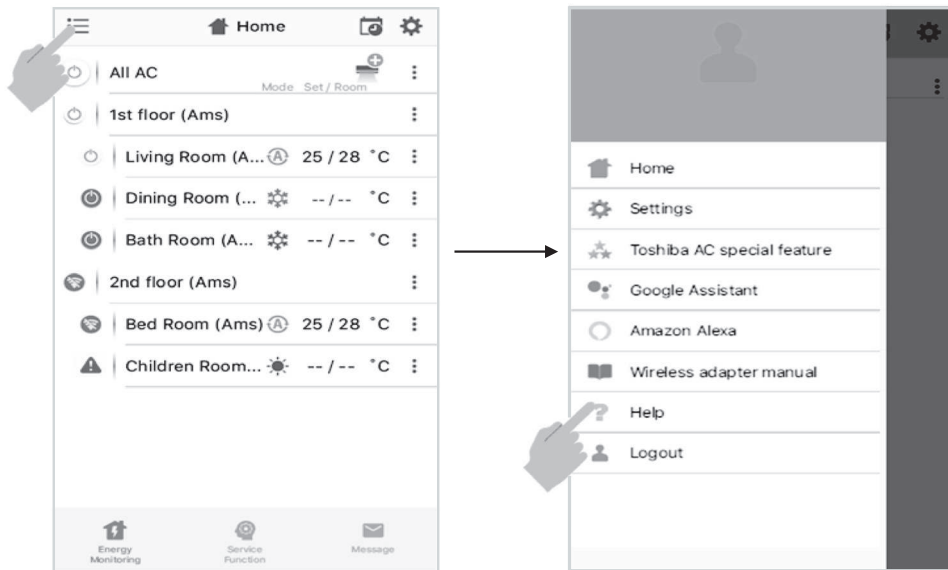 Home
All AC
Mode Set / Room
1st floor (Ams)
Living Room (A... A 25 / 28 °C
Dining Room (... -- / -- °C
Bath Room (A... -- / -- °C
2nd floor (Ams)
Bed Room (Ams) A 25 / 28 °C
Children Room... -- / -- °C
Energy
Monitoring
Service
Function
Message
Home
Settings
Toshiba AC special feature
Google Assistant
Amazon Alexa
Wireless adapter manual
? Help
Logout